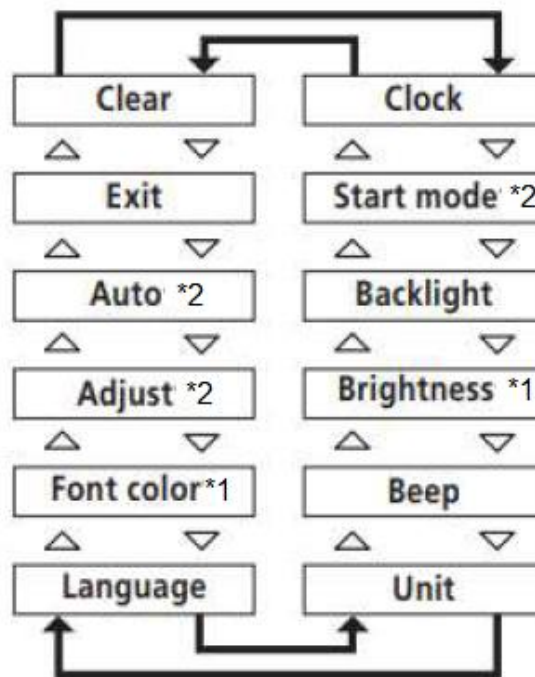 Clear
Exit
Auto *2
Adjust *2
Font color*1
Language
Clock
Start mode *2
Backlight
Brightness *1
Beep
Unit